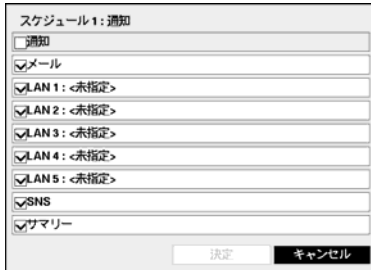 スケジュール 1 : 通知
通知
メール
LAN 1 : <未指定>
LAN 2 : <未指定>
LAN 3 : <未指定>
LAN 4 : <未指定>
LAN 5 : <未指定>
SNS
サマリー
決定 キャンセル